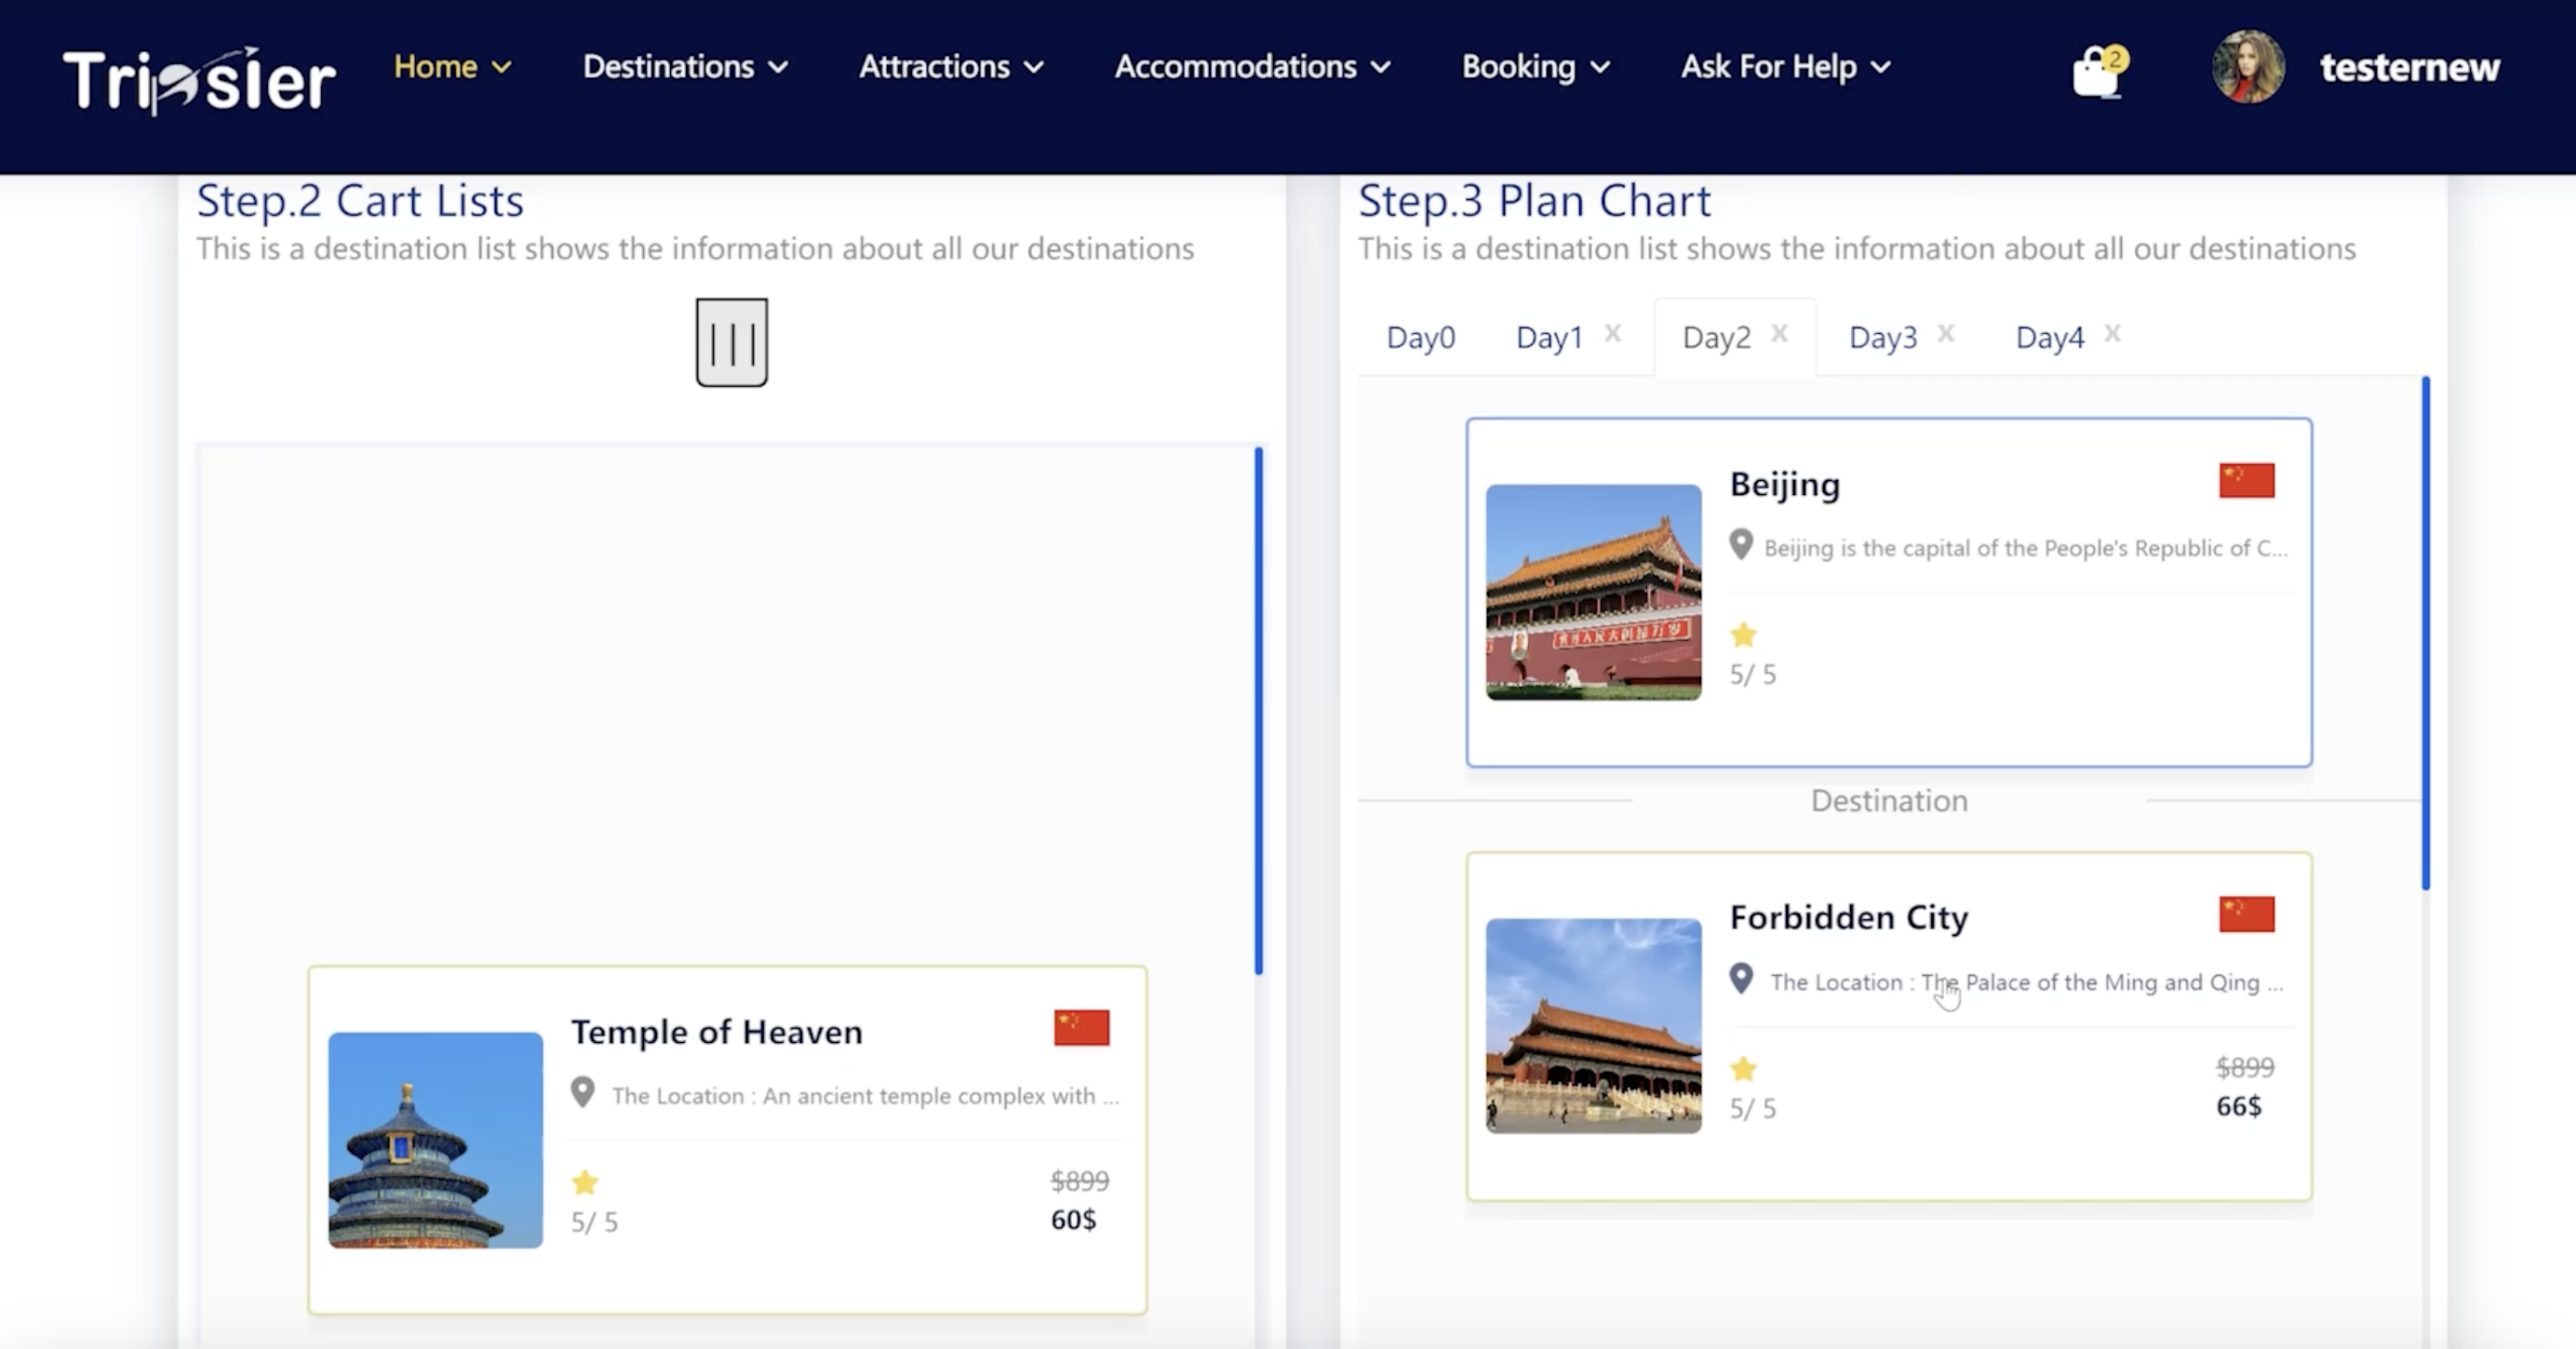 Tripsier
Home
Destinations
Attractions
Accommodations
Booking
Ask For Help
2
testernew
Step.2 Cart Lists
This is a destination list shows the information about all our destinations
Temple of Heaven
The Location : An ancient temple complex with ...
$899
5/ 5
60$
Step.3 Plan Chart
This is a destination list shows the information about all our destinations
Day0
Day1 x
Day2 x
Day3 x
Day4 x
Beijing
Beijing is the capital of the People's Republic of C...
5/ 5
Destination
Forbidden City
The Location : The Palace of the Ming and Qing ...
$899
5/ 5
66$